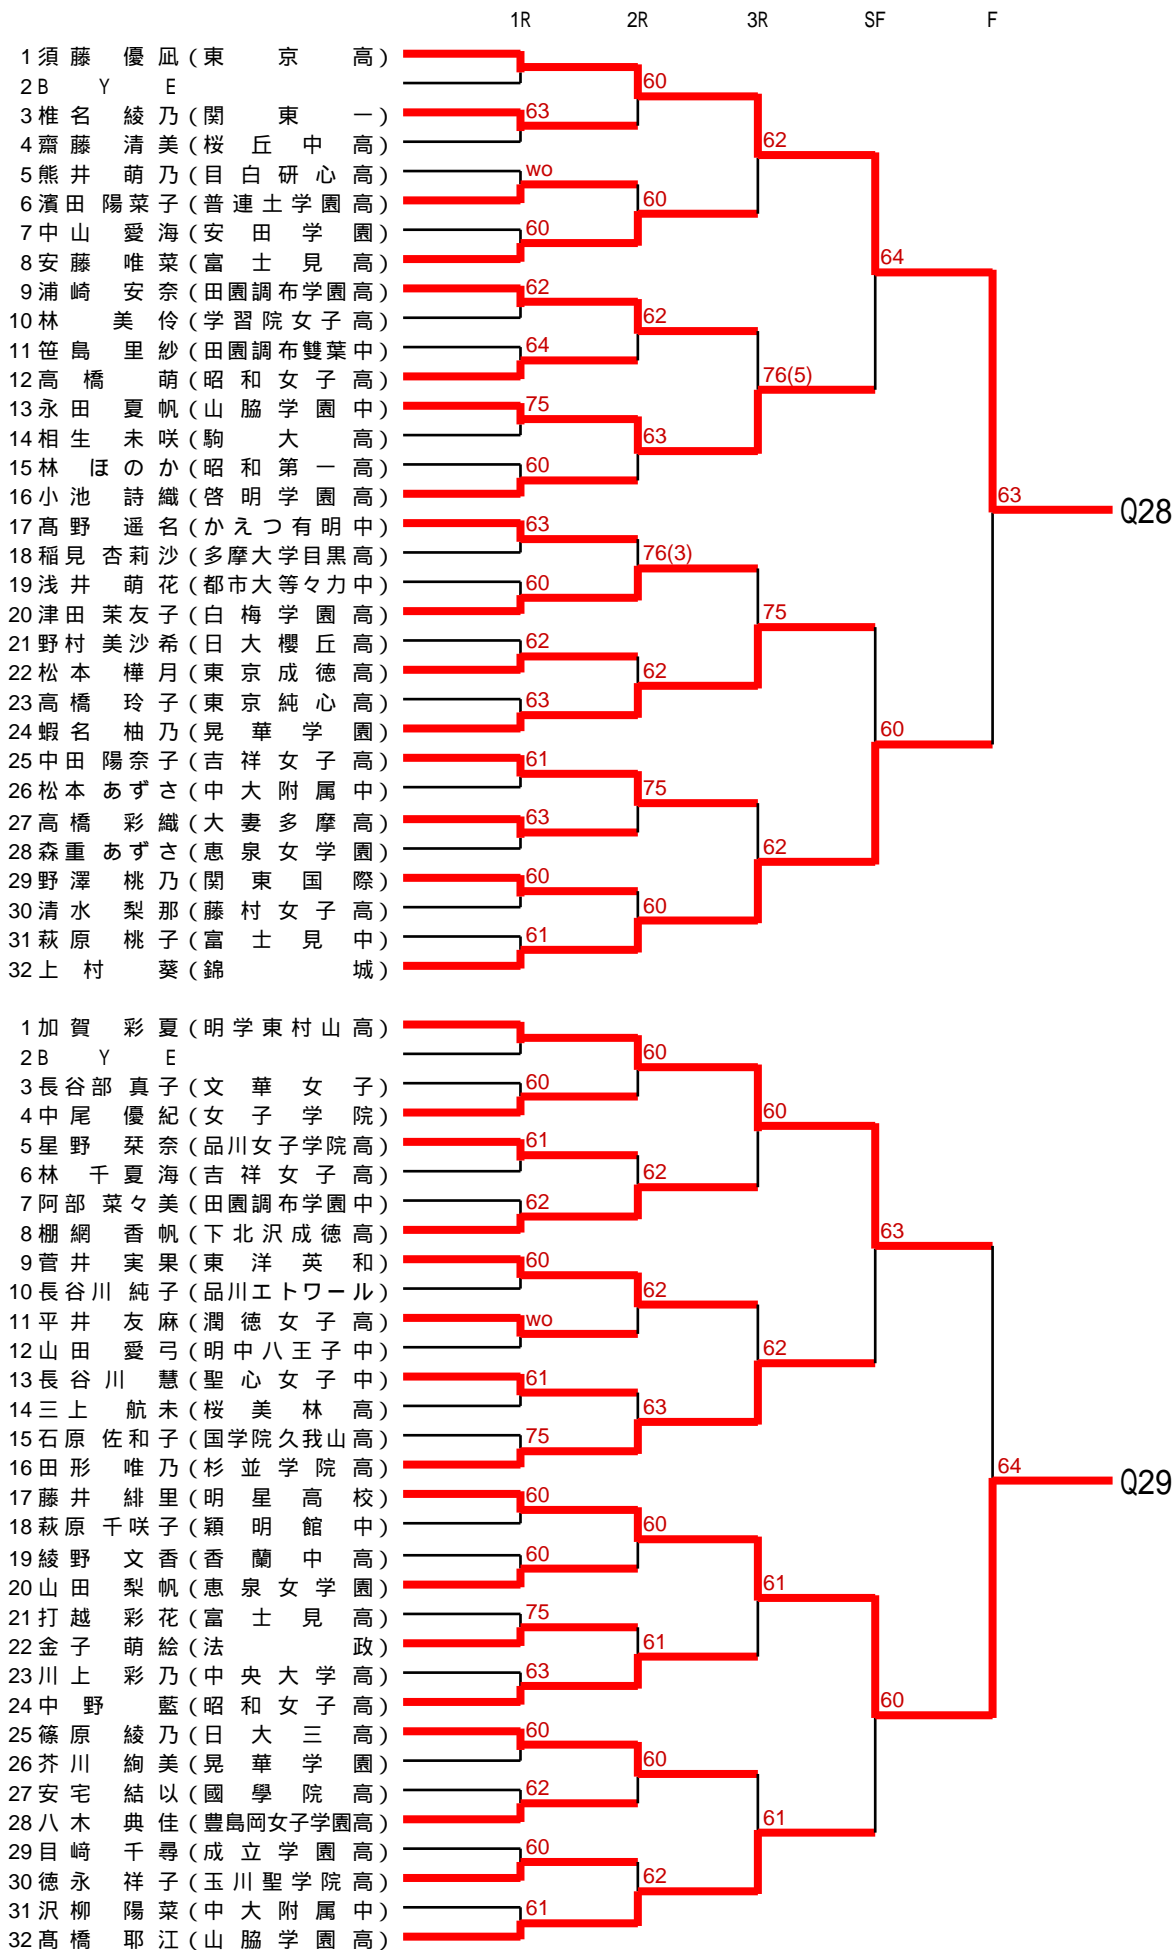 1R 2R 3R SF F
1 須藤 優凪 (東京高)
2 BYE
60
3 椎名 綾乃 (関東一) 63
62
4 齋藤 清美 (桜丘中高)
5 熊井 萌乃 (目白研心高) wo
6 濱田 陽菜子 (普連土学園高) 60
7 中山 愛海 (安田学園) 60
8 安藤 唯菜 (富士見高)
64
9 浦崎 安奈 (田園調布学園高) 62
10 林 美伶 (学習院女子高) 62
11 笹島 里紗 (田園調布雙葉中) 64
12 高橋 萌 (昭和女子高) 76(5)
13 永田 夏帆 (山脇学園中) 75
14 相生 未咲 (駒大高) 63
15 林 ほのか (昭和第一高) 60
16 小池 詩織 (啓明学園高) 63
Q28
17 髙野 遥名 (かえつ有明中) 63
18 稲見 杏莉沙 (多摩大学目黒高) 76(3)
19 浅井 萌花 (都市大等々力中) 60
20 津田 茉友子 (白梅学園高) 75
21 野村 美沙希 (日大櫻丘高) 62
22 松本 樺月 (東京成徳高) 62
23 高橋 玲子 (東京純心高) 63
24 蝦名 柚乃 (晃華学園) 60
25 中田 陽奈子 (吉祥女子高) 61
26 松本 あずさ (中大附属中) 75
27 高橋 彩織 (大妻多摩高) 63
28 森重 あずさ (恵泉女学園) 62
29 野澤 桃乃 (関東国際) 60
30 清水 梨那 (藤村女子高) 60
31 萩原 桃子 (富士見中) 61
32 上村 葵 (錦城)
1 加賀 彩夏 (明学東村山高)
2 BYE 60
3 長谷部 真子 (文華女子) 60
4 中尾 優紀 (女子学院) 60
5 星野 栞奈 (品川女子学院高) 61
6 林 千夏海 (吉祥女子高) 62
7 阿部 菜々美 (田園調布学園中) 62
8 棚網 香帆 (下北沢成徳高) 63
9 菅井 実果 (東洋英和) 60
10 長谷川 純子 (品川エトワール) 62
11 平井 友麻 (潤徳女子高) wo
12 山田 愛弓 (明中八王子中) 62
13 長谷川 慧 (聖心女子中) 61
14 三上 航未 (桜美林高) 63
15 石原 佐和子 (国学院久我山高) 75
16 田形 唯乃 (杉並学院高) 64
Q29
17 藤井 緋里 (明星高校) 60
18 萩原 千咲子 (穎明館中) 60
19 綾野 文香 (香蘭中高) 60
20 山田 梨帆 (恵泉女学園) 61
21 打越 彩花 (富士見高) 75
22 金子 萌絵 (法政) 61
23 川上 彩乃 (中央大学高) 63
24 中野 藍 (昭和女子高) 60
25 篠原 綾乃 (日大三高) 60
26 芥川 絢美 (晃華学園) 60
27 安宅 結以 (國學院高) 62
28 八木 典佳 (豊島岡女子学園高) 61
29 目﨑 千尋 (成立学園高) 60
30 徳永 祥子 (玉川聖学院高) 62
31 沢柳 陽菜 (中大附属中) 61
32 髙橋 耶江 (山脇学園高)